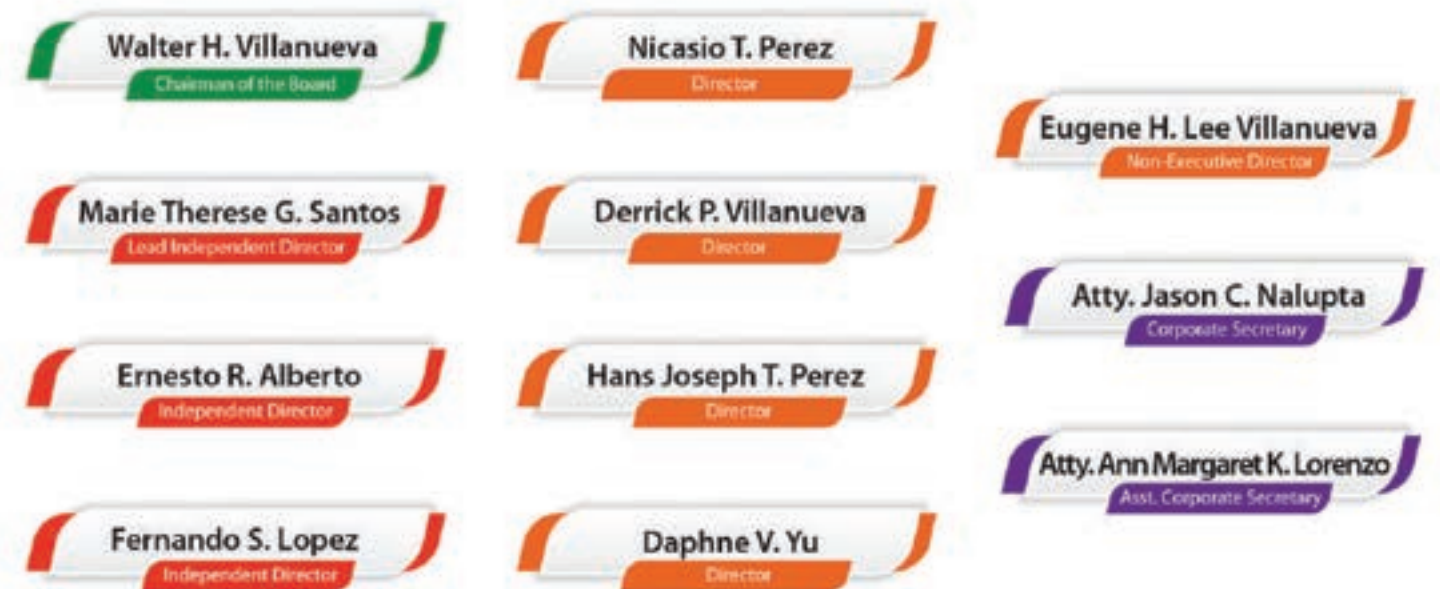 Walter H. Villanueva
Chairman of the Board
Marie Therese G. Santos
Lead Independent Director
Ernesto R. Alberto
Independent Director
Fernando S. Lopez
Independent Director
Nicasio T. Perez
Director
Derrick P. Villanueva
Director
Hans Joseph T. Perez
Director
Daphne V. Yu
Director
Eugene H. Lee Villanueva
Non-Executive Director
Atty. Jason C. Nalupta
Corporate Secretary
Atty. Ann Margaret K. Lorenzo
Asst. Corporate Secretary